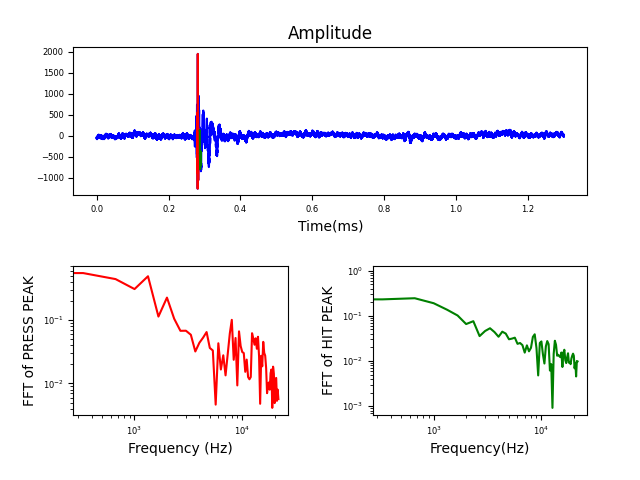 Amplitude
2000
1500
1000
500
0
−500
−1000
0.0 0.2 0.4 0.6 0.8 1.0 1.2
Time(ms)
FFT of PRESS PEAK
10⁻¹
10⁻²
10³ 10⁴
Frequency (Hz)
FFT of HIT PEAK
10⁰
10⁻¹
10⁻²
10⁻³
10³ 10⁴
Frequency(Hz)